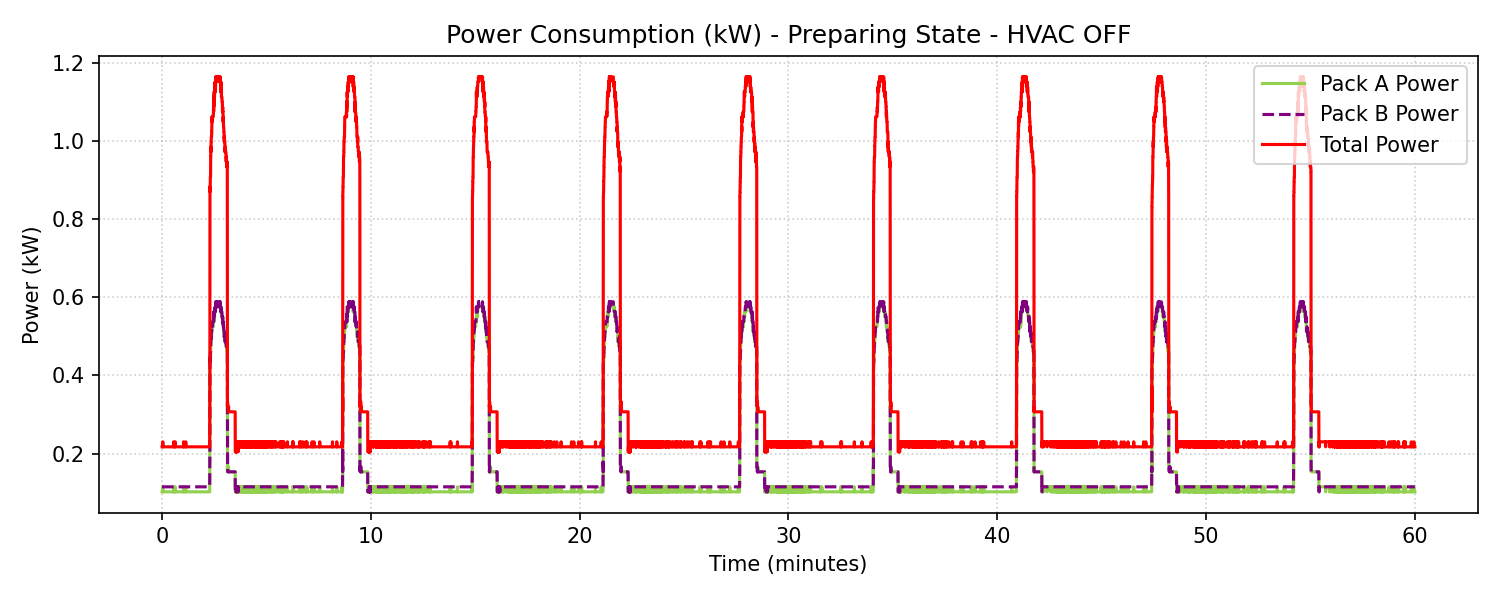 Power Consumption (kW) - Preparing State - HVAC OFF
Pack A Power
Pack B Power
Total Power
Power (kW)
1.2
1.0
0.8
0.6
0.4
0.2
0 10 20 30 40 50 60
Time (minutes)